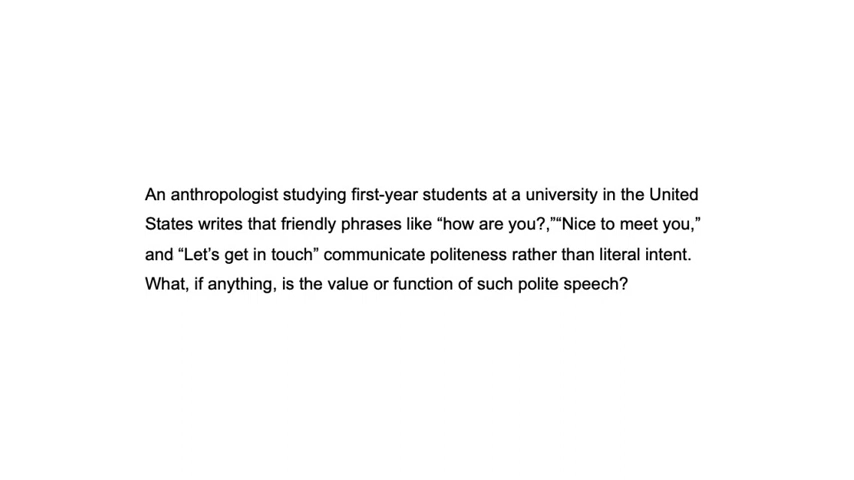 An anthropologist studying first-year students at a university in the United
States writes that friendly phrases like “how are you?,”“Nice to meet you,”
and “Let’s get in touch” communicate politeness rather than literal intent.
What, if anything, is the value or function of such polite speech?